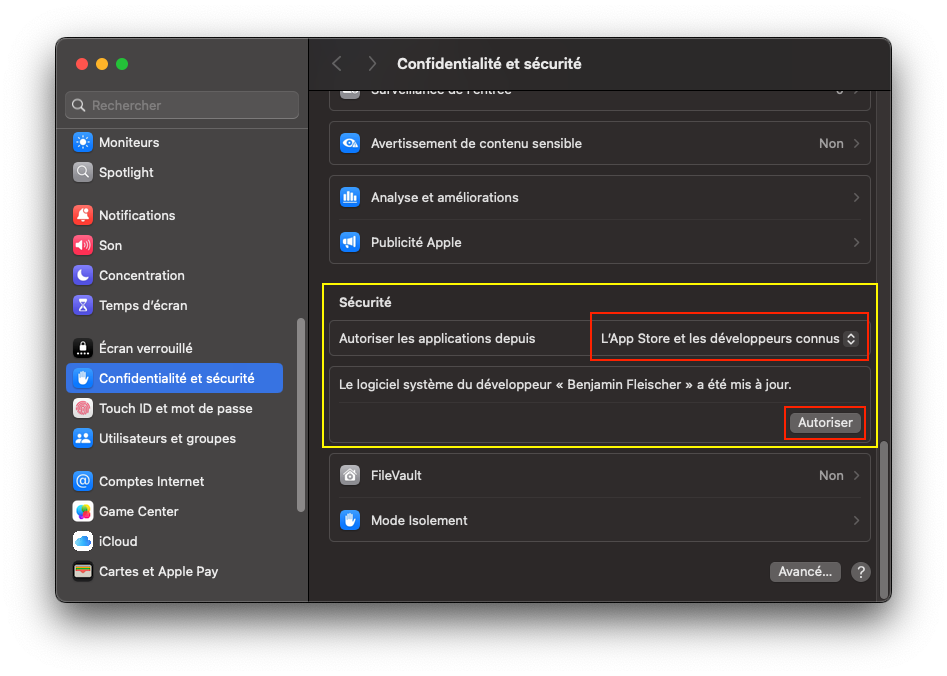 Confidentialité et sécurité
Rechercher
Moniteurs
Spotlight
Notifications
Son
Concentration
Temps d’écran
Écran verrouillé
Confidentialité et sécurité
Touch ID et mot de passe
Utilisateurs et groupes
Comptes Internet
@
Game Center
iCloud
Cartes et Apple Pay
Surveillance de l’entrée
Avertissement de contenu sensible Non
Analyse et améliorations
Publicité Apple
Sécurité
Autoriser les applications depuis L’App Store et les développeurs connus
Le logiciel système du développeur « Benjamin Fleischer » a été mis à jour.
Autoriser
FileVault Non
Mode Isolement
Avancé... ?